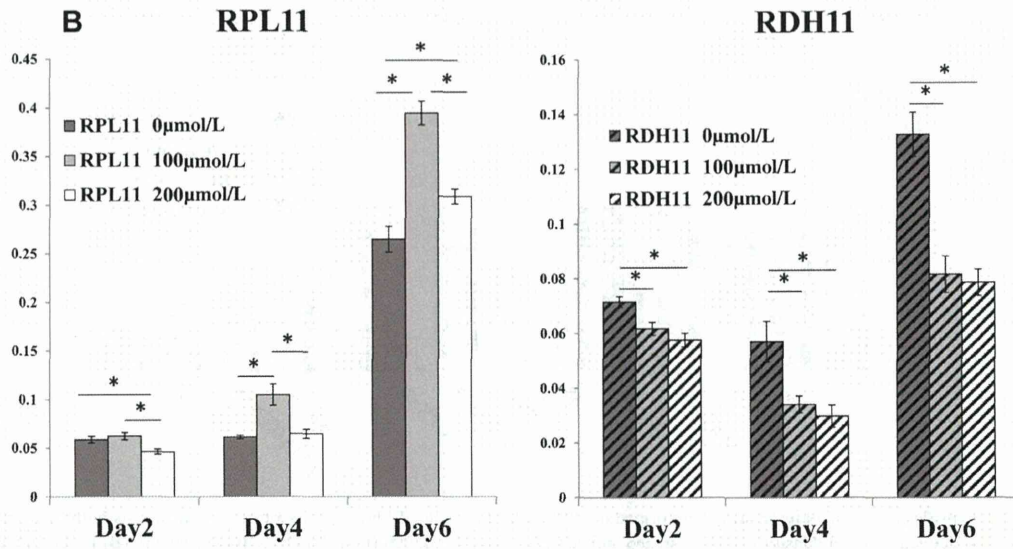 B
RPL11
0.45
0.4
0.35
0.3
0.25
0.2
0.15
0.1
0.05
0
RPL11 0µmol/L
RPL11 100µmol/L
RPL11 200µmol/L
* * * * * * *
Day2 Day4 Day6
RDH11
0.16
0.14
0.12
0.1
0.08
0.06
0.04
0.02
0
RDH11 0µmol/L
RDH11 100µmol/L
RDH11 200µmol/L
* * * * * *
Day2 Day4 Day6